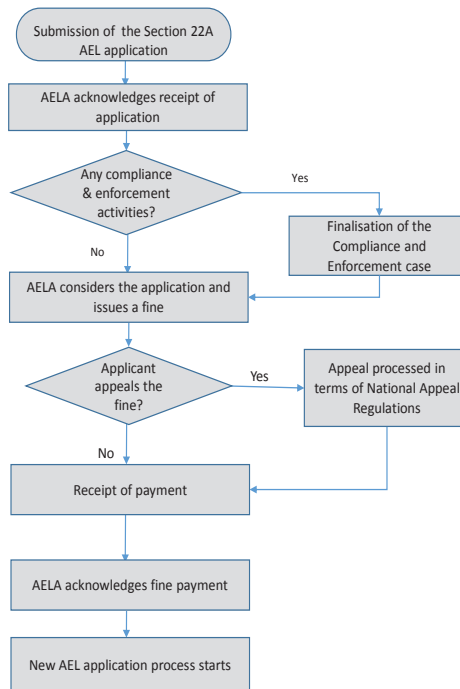 Submission of the Section 22A
AEL application
AELA acknowledges receipt of
application
Any compliance
& enforcement
activities?
Yes
Finalisation of the
Compliance and
Enforcement case
No
AELA considers the application and
issues a fine
Applicant
appeals the
fine?
Yes
Appeal processed in
terms of National Appeal
Regulations
No
Receipt of payment
AELA acknowledges fine payment
New AEL application process starts